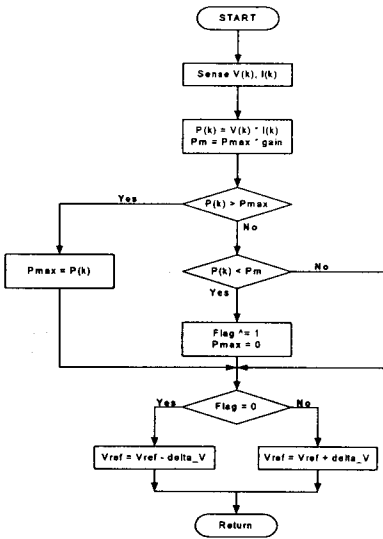 START
Sense V(k), I(k)
P(k) = V(k) * I(k)
Pm = Pmax * gain
P(k) > Pmax
Yes
No
Pmax = P(k)
P(k) < Pm
No
Yes
Flag ^= 1
Pmax = 0
Flag = 0
Yes
No
Vref = Vref - delta_V
Vref = Vref + delta_V
Return